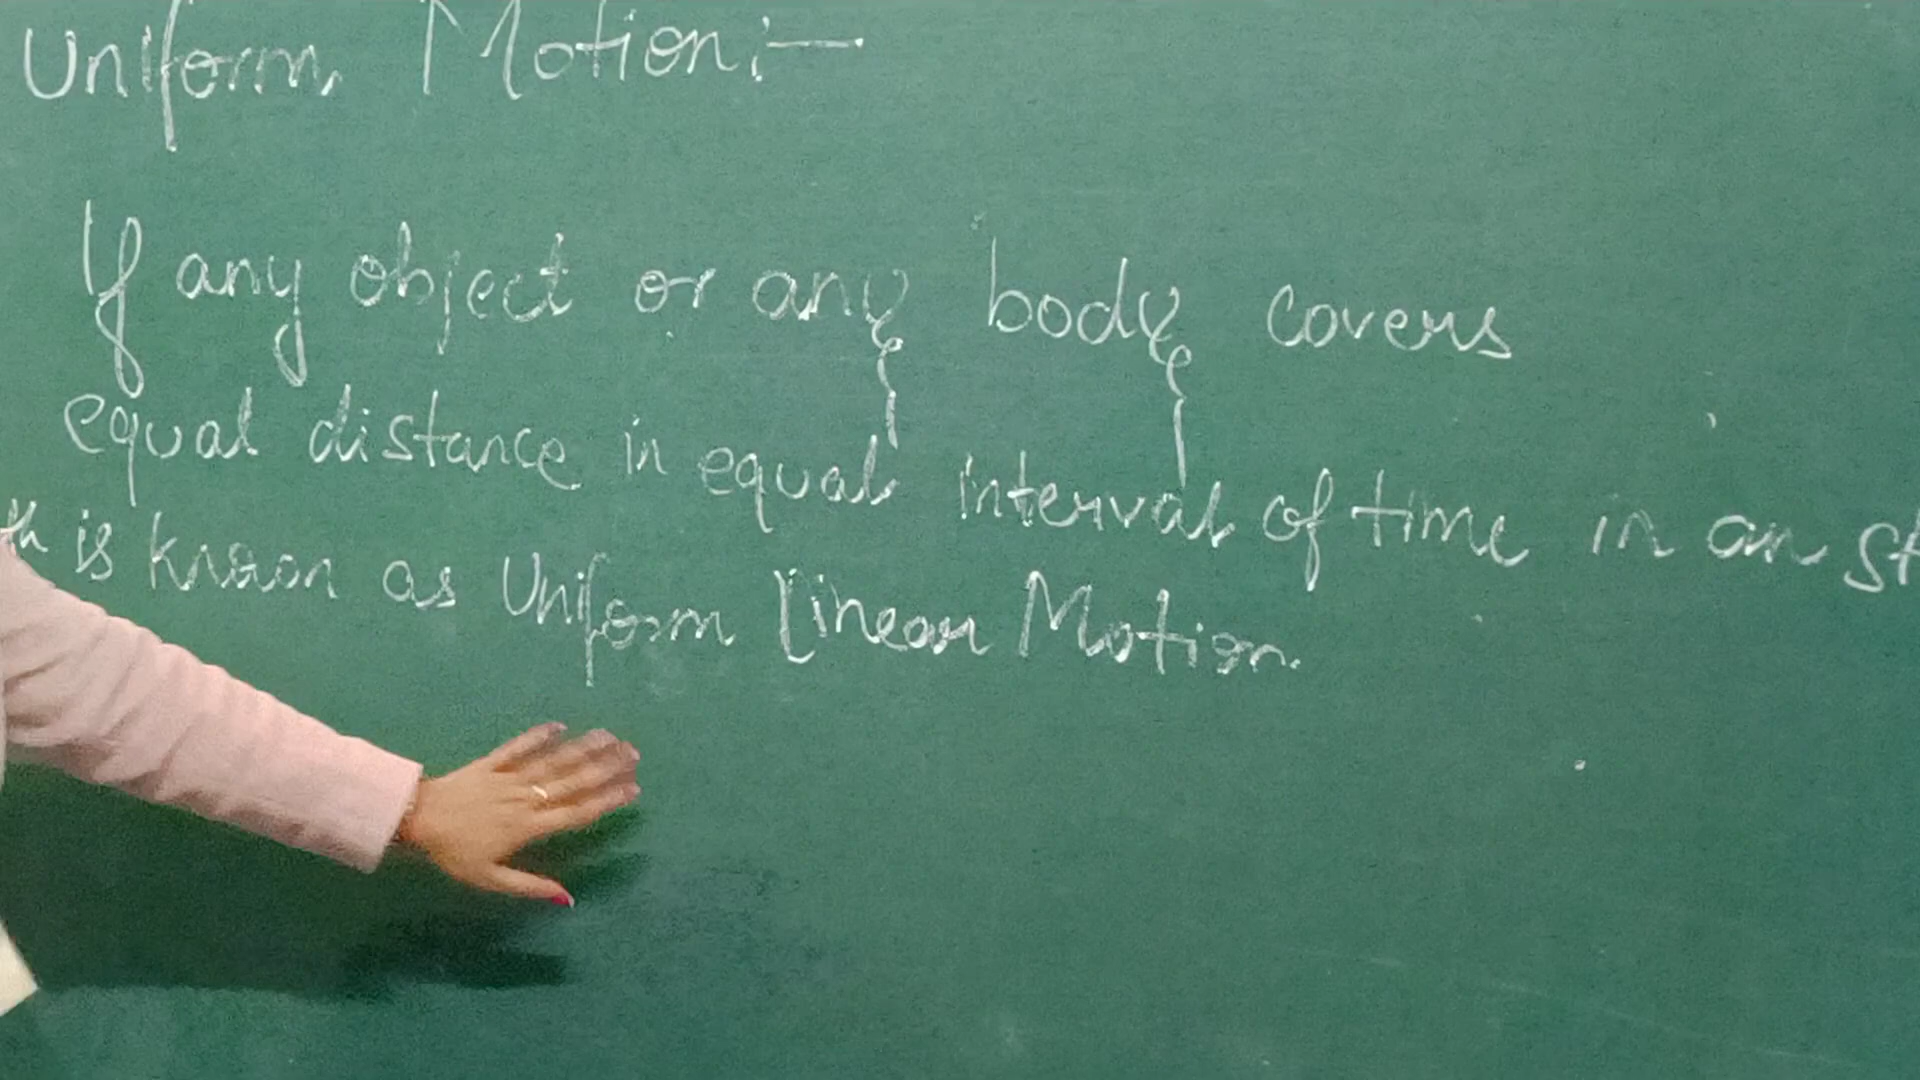 Uniform Motion:-
If any object or any body covers
equal distance in equal interval of time in an st
th is known as Uniform Linear Motion.